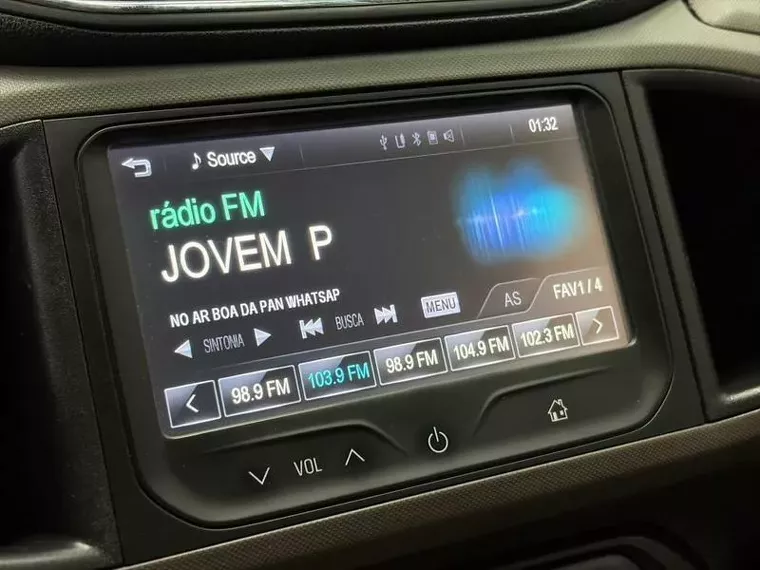 Source
01:32
rádio FM
JOVEM P
NO AR BOA DA PAN WHATSAP
SINTONIA BUSCA MENU AS FAV1 / 4
98.9 FM 103.9 FM 98.9 FM 104.9 FM 102.3 FM
VOL